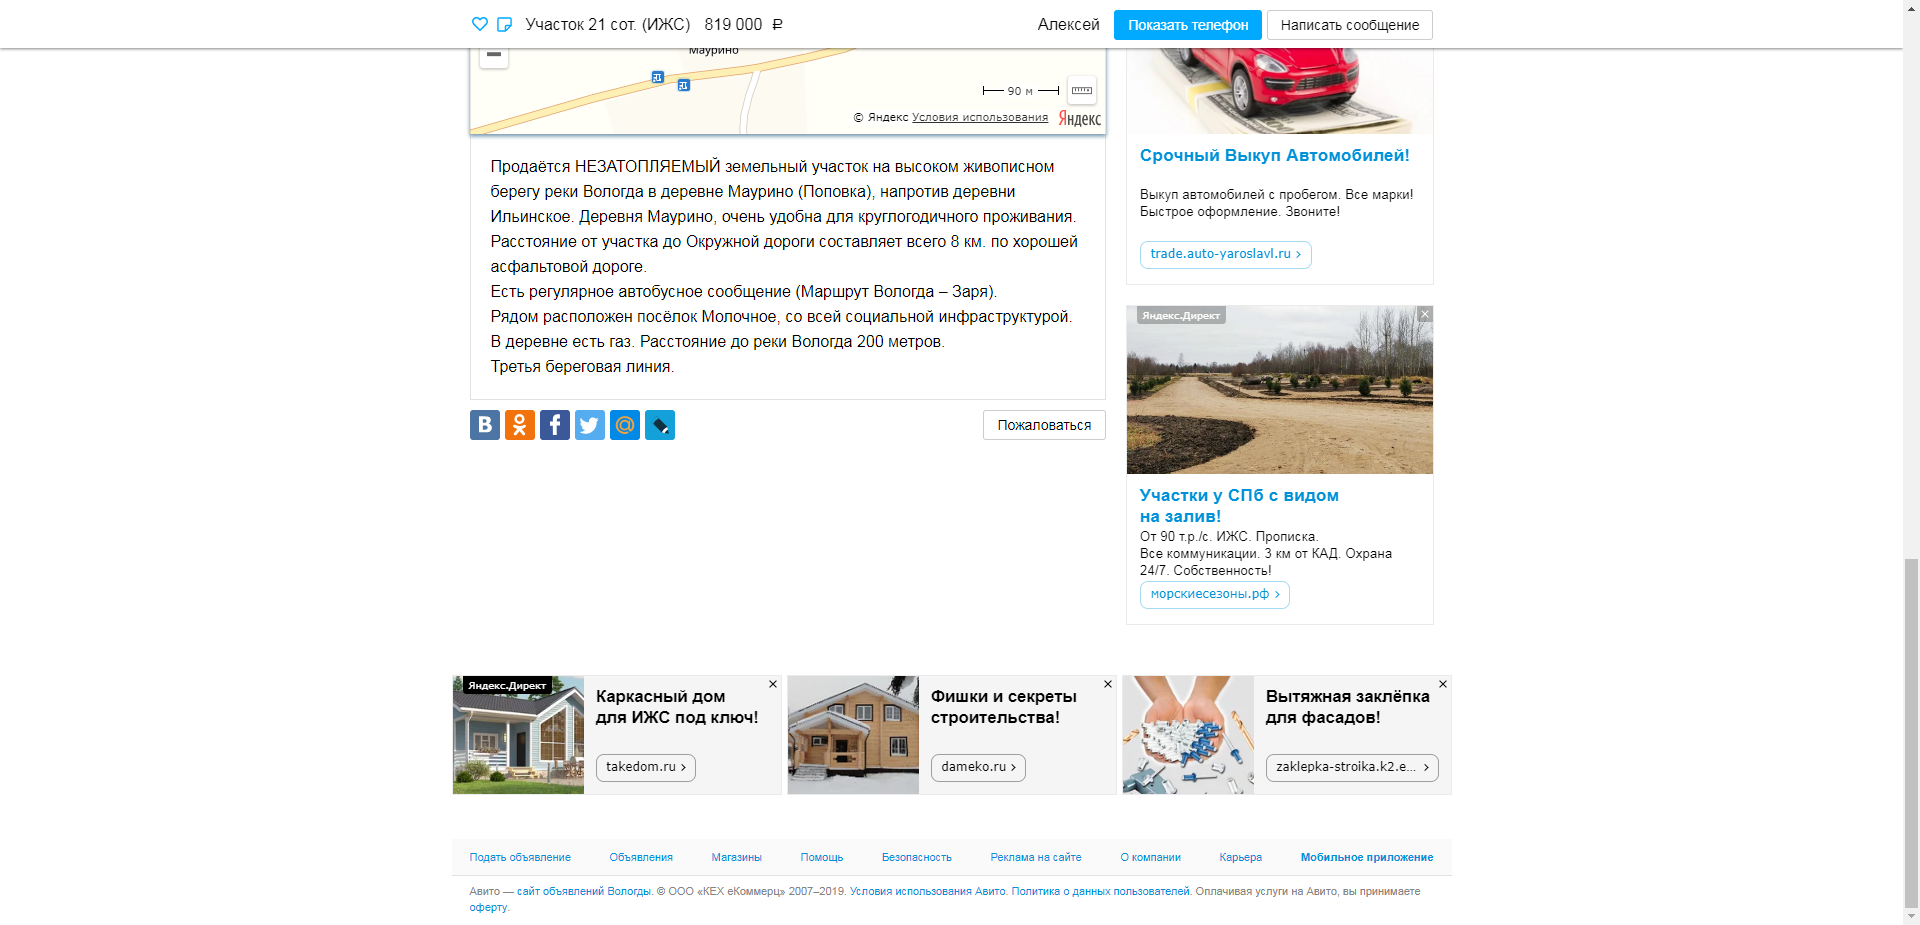 Участок 21 сот. (ИЖС) 819 000 ₽
Алексей
Показать телефон
Написать сообщение
Маурино
90 м
© Яндекс Условия использования
Яндекс
Продаётся НЕЗАТОПЛЯЕМЫЙ земельный участок на высоком живописном
берегу реки Вологда в деревне Маурино (Поповка), напротив деревни
Ильинское. Деревня Маурино, очень удобна для круглогодичного проживания.
Расстояние от участка до Окружной дороги составляет всего 8 км. по хорошей
асфальтовой дороге.
Есть регулярное автобусное сообщение (Маршрут Вологда – Заря).
Рядом расположен посёлок Молочное, со всей социальной инфраструктурой.
В деревне есть газ. Расстояние до реки Вологда 200 метров.
Третья береговая линия.
Пожаловаться
Срочный Выкуп Автомобилей!
Выкуп автомобилей с пробегом. Все марки!
Быстрое оформление. Звоните!
trade.auto-yaroslavl.ru ›
Яндекс.Директ
Участки у СПб с видом
на залив!
От 90 т.р./с. ИЖС. Прописка.
Все коммуникации. 3 км от КАД. Охрана
24/7. Собственность!
морскиесезоны.рф ›
Яндекс.Директ
Каркасный дом
для ИЖС под ключ!
takedom.ru ›
Фишки и секреты
строительства!
dameko.ru ›
Вытяжная заклёпка
для фасадов!
zaklepka-stroika.k2.e... ›
Подать объявление Объявления Магазины Помощь Безопасность Реклама на сайте О компании Карьера Мобильное приложение
Авито — сайт объявлений Вологды. © ООО «КЕХ еКоммерц» 2007–2019. Условия использования Авито. Политика о данных пользователей. Оплачивая услуги на Авито, вы принимаете
оферту.